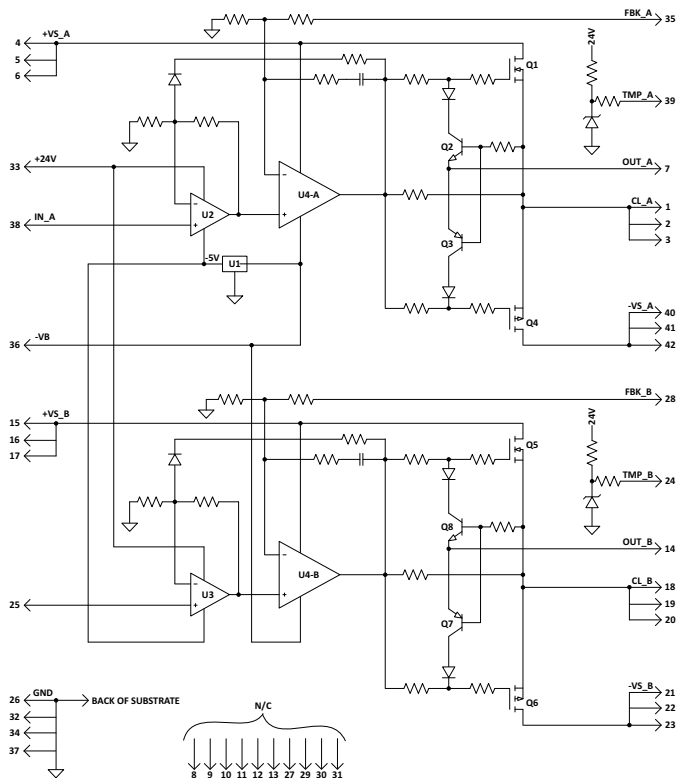 FBK_A 35
4 +VS_A
5
6
Q1
24V
TMP_A 39
Q2
33 +24V
OUT_A 7
U4-A
U2
38 IN_A
CL_A 1
2
3
Q3
-5V U1
-VS_A 40
41
42
Q4
36 -VB
FBK_B 28
15 +VS_B
16
17
Q5
24V
TMP_B 24
Q8
OUT_B 14
U4-B
U3
25
CL_B 18
19
20
Q7
-VS_B 21
22
23
Q6
26 GND BACK OF SUBSTRATE
32
34
37
N/C
8 9 10 11 12 13 27 29 30 31